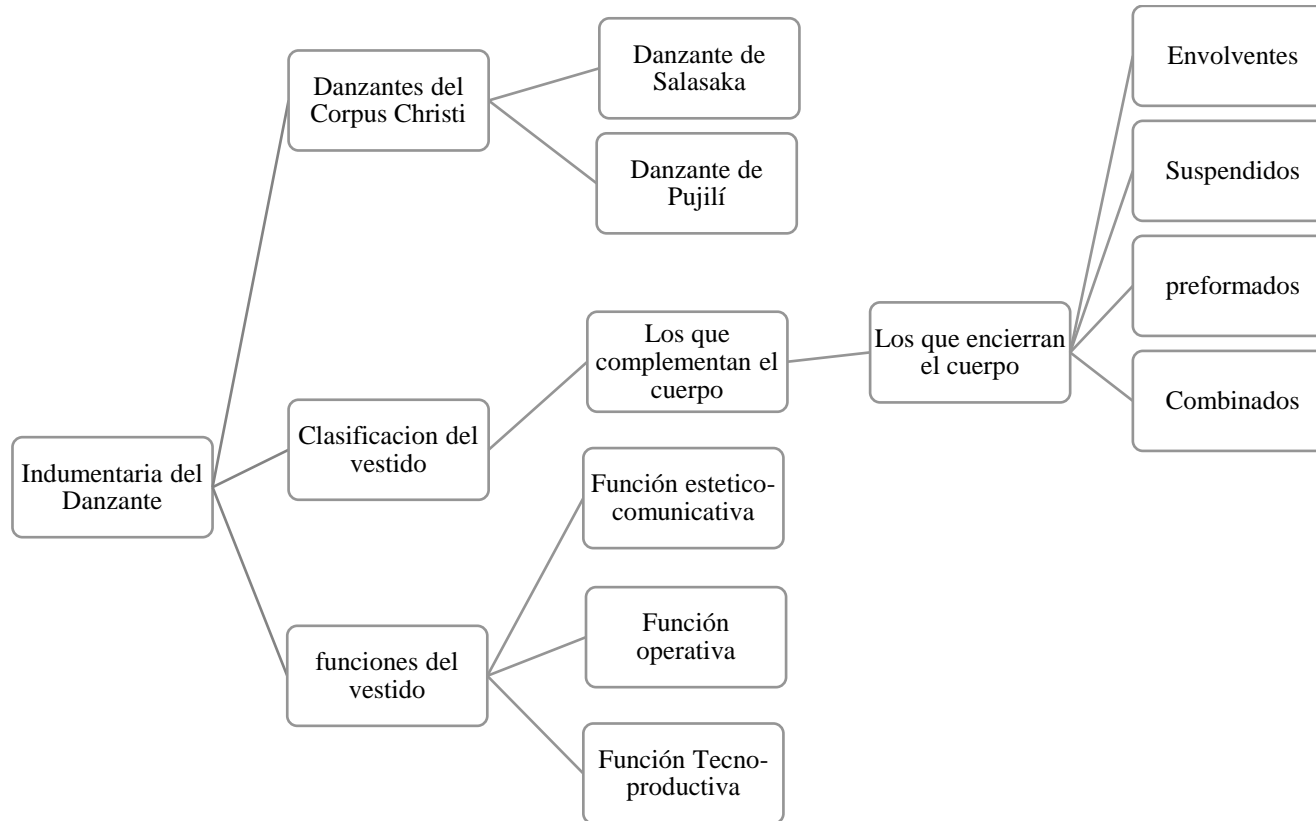 Indumentaria del
Danzante
Danzantes del
Corpus Christi
Danzante de
Salasaka
Danzante de
Pujilí
Clasificacion del
vestido
Los que
complementan el
cuerpo
Los que encierran
el cuerpo
Envolventes
Suspendidos
preformados
Combinados
funciones del
vestido
Función estetico-
comunicativa
Función
operativa
Función Tecno-
productiva